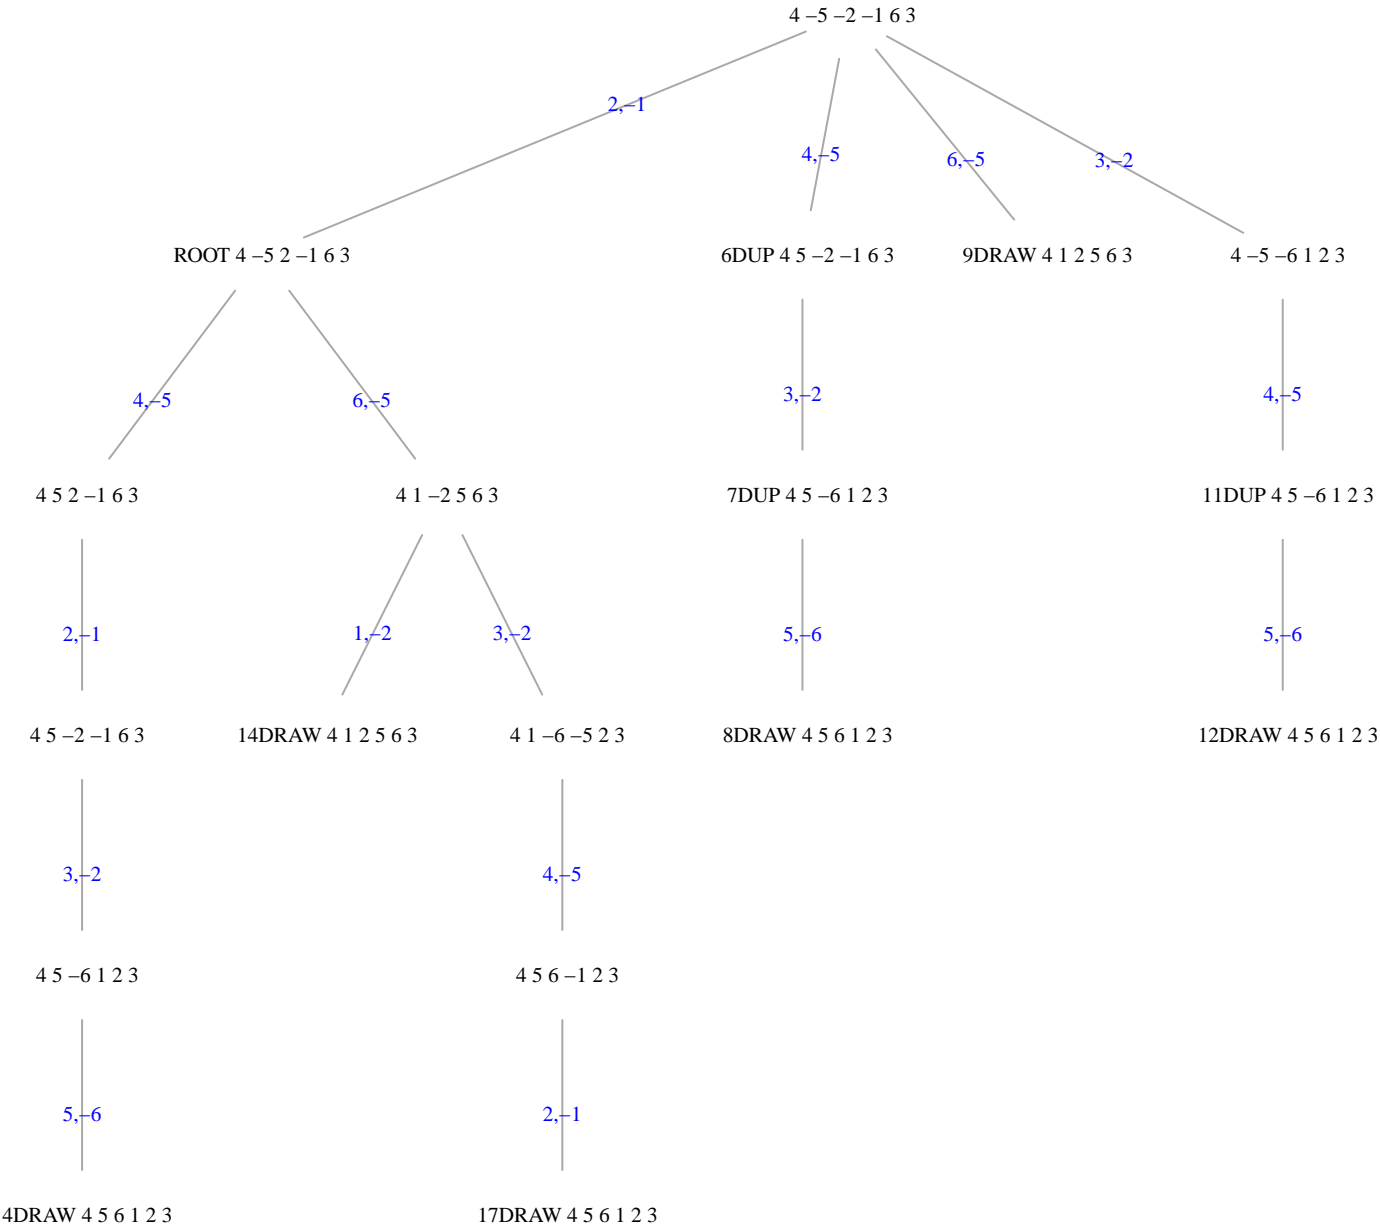 4 –5 –2 –1 6 3
2,–1
4,–5
6,–5
3,–2
ROOT 4 –5 2 –1 6 3
6DUP 4 5 –2 –1 6 3
9DRAW 4 1 2 5 6 3
4 –5 –6 1 2 3
4,–5
6,–5
3,–2
4,–5
4 5 2 –1 6 3
4 1 –2 5 6 3
7DUP 4 5 –6 1 2 3
11DUP 4 5 –6 1 2 3
2,–1
1,–2
3,–2
5,–6
5,–6
4 5 –2 –1 6 3
14DRAW 4 1 2 5 6 3
4 1 –6 –5 2 3
8DRAW 4 5 6 1 2 3
12DRAW 4 5 6 1 2 3
3,–2
4,–5
4 5 –6 1 2 3
4 5 6 –1 2 3
5,–6
2,–1
4DRAW 4 5 6 1 2 3
17DRAW 4 5 6 1 2 3